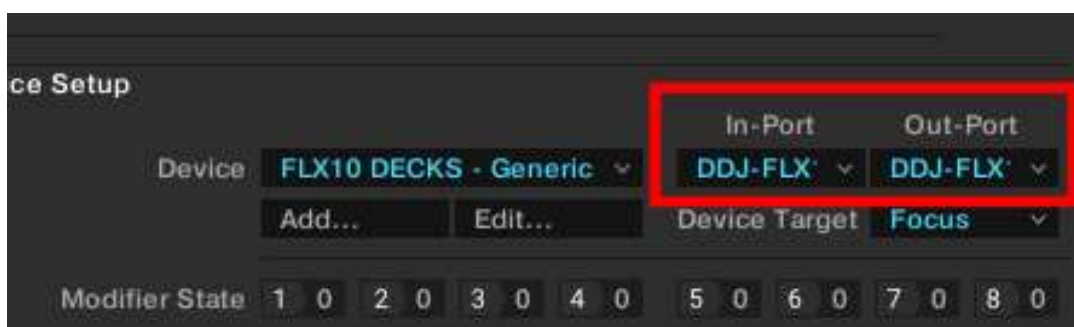 ce Setup
In-Port Out-Port
Device FLX10 DECKS - Generic DDJ-FLX DDJ-FLX
Add... Edit... Device Target Focus
Modifier State 1 0 2 0 3 0 4 0 5 0 6 0 7 0 8 0